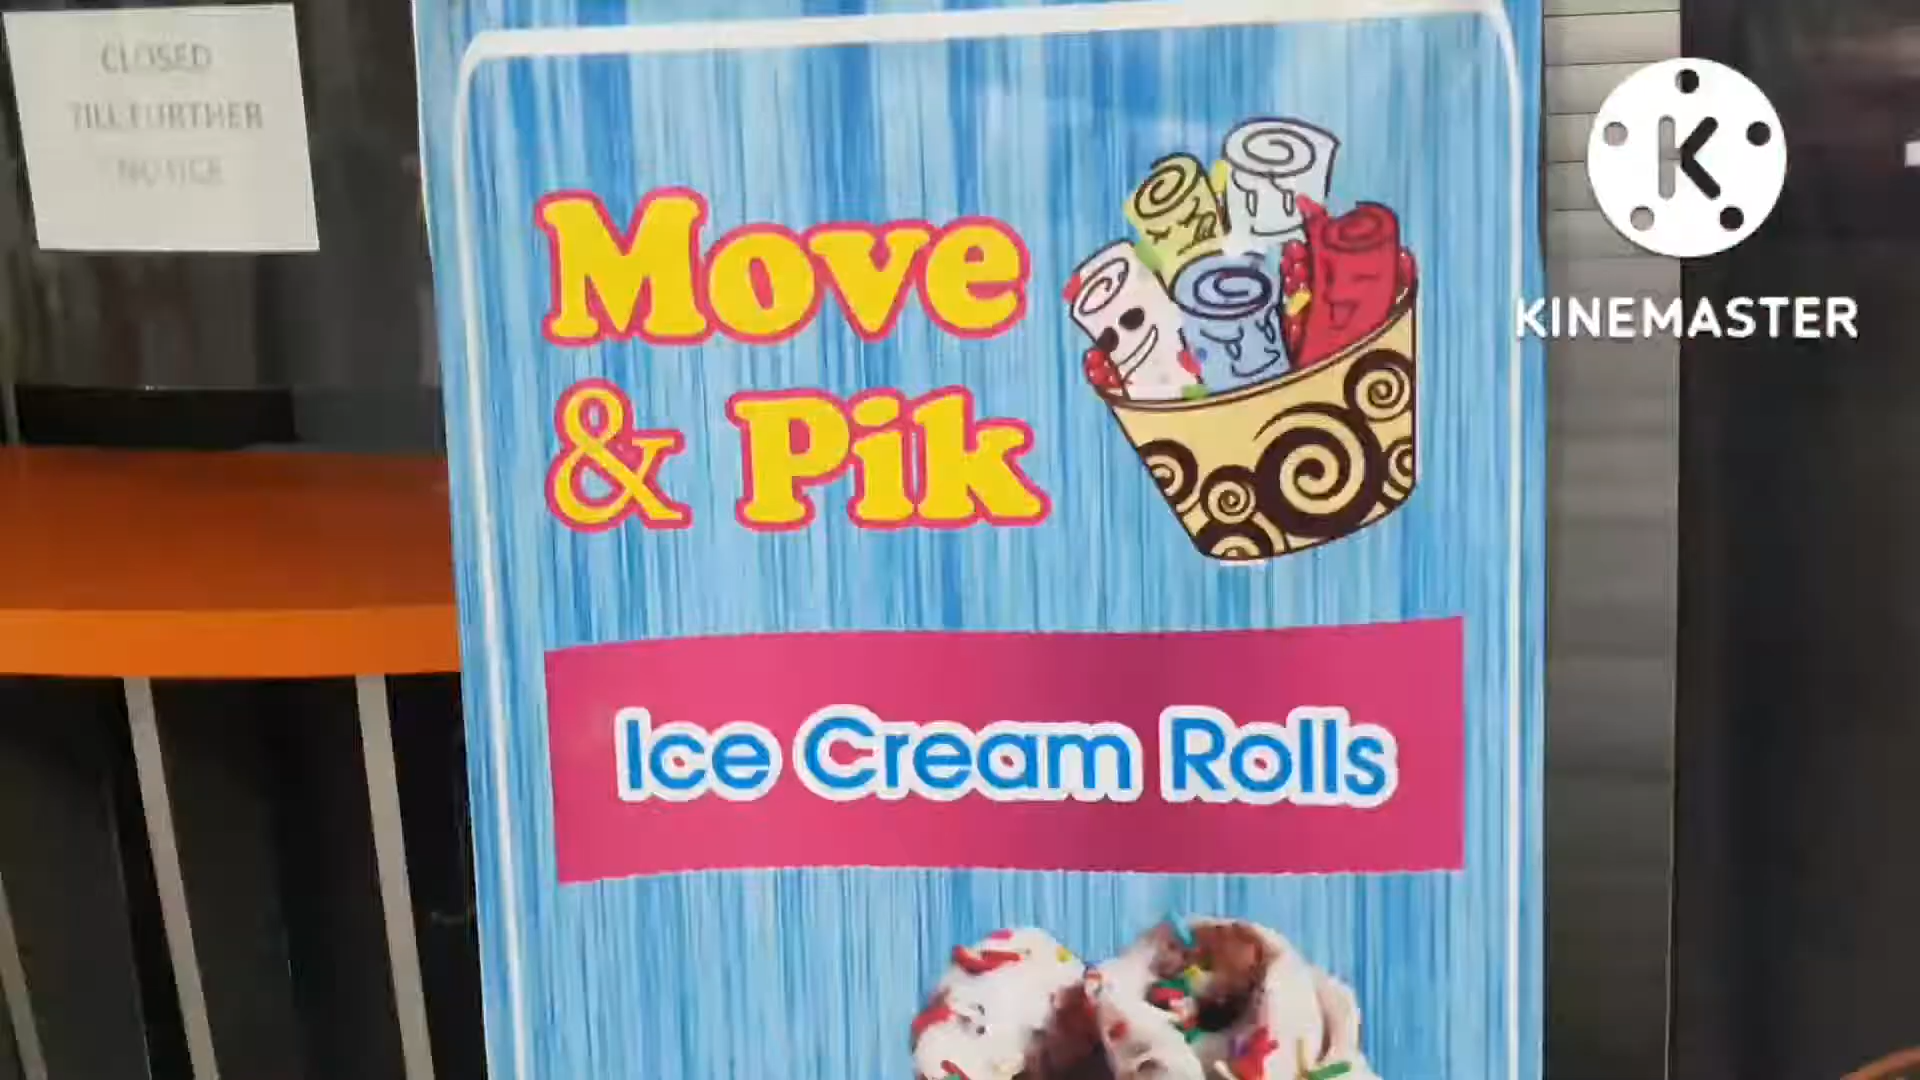 CLOSED
TILL FURTHER
NOTICE
Move
& Pik
Ice Cream Rolls
K
KINEMASTER